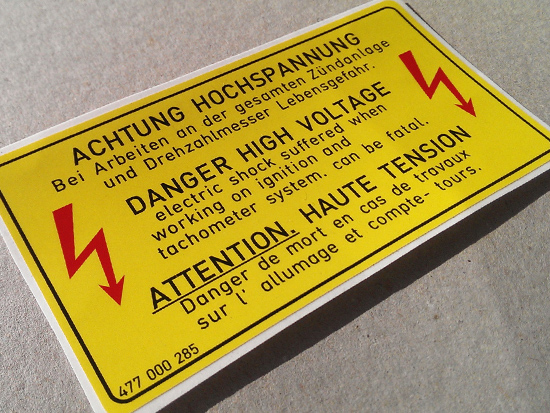 ACHTUNG HOCHSPANNUNG
Bei Arbeiten an der gesamten Zündanlage
und Drehzahlmesser Lebensgefahr.
DANGER HIGH VOLTAGE
electric shock suffered when
working on ignition and
tachometer system. can be fatal.
ATTENTION. HAUTE TENSION
Danger de mort en cas de travaux
sur l' allumage et compte- tours.
477 000 285